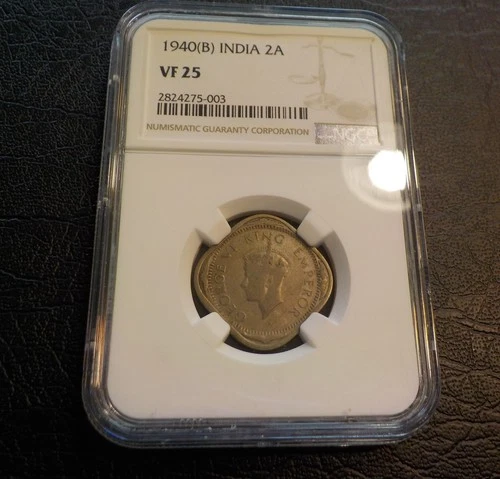 1940(B) INDIA 2A
VF 25
2824275-003
NUMISMATIC GUARANTY CORPORATION
NGC
GEORGE VI KING EMPEROR